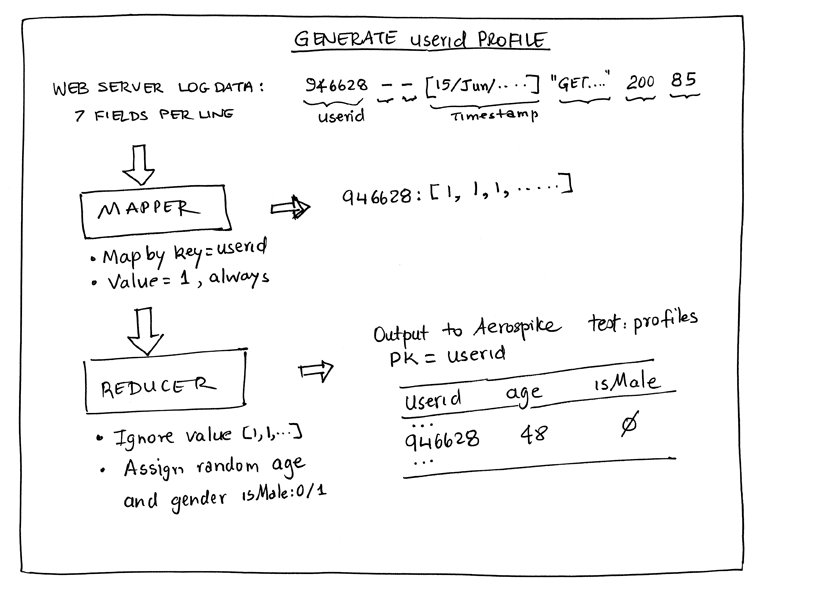 GENERATE userid PROFILE
WEB SERVER LOG DATA: 946628 - - [15/Jun/....] "GET...." 200 85
7 FIELDS PER LINE userid Timestamp
MAPPER
946628: [1, 1, 1, .....]
• Map by key=userid
• Value = 1, always
REDUCER
Output to Aerospike test:profiles
PK = userid
userid age isMale
...
946628 48 0
...
• Ignore value [1,1,...]
• Assign random age
and gender isMale:0/1